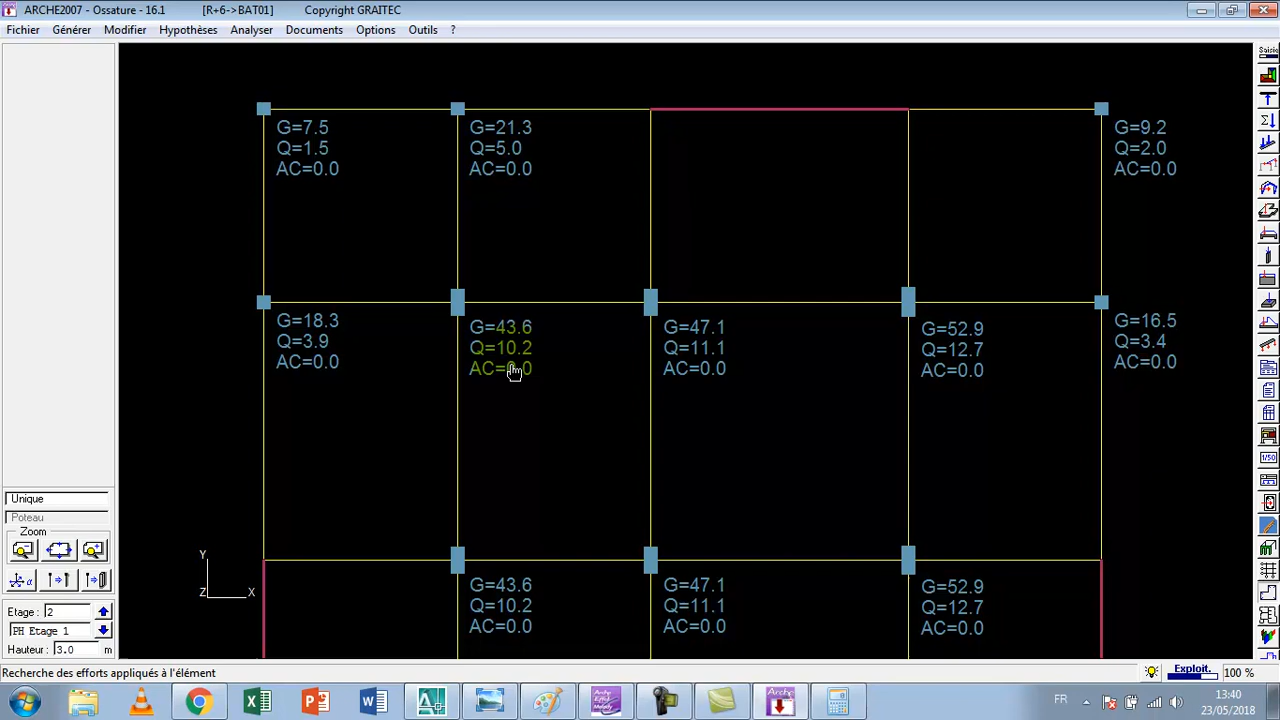 ARCHE2007 - Ossature - 16.1 [R+6->BAT01] Copyright GRAITEC
Fichier Générer Modifier Hypothèses Analyser Documents Options Outils ?
Saisie
G=7.5
Q=1.5
AC=0.0
G=21.3
Q=5.0
AC=0.0
G=9.2
Q=2.0
AC=0.0
G=18.3
Q=3.9
AC=0.0
G=43.6
Q=10.2
AC=0.0
G=47.1
Q=11.1
AC=0.0
G=52.9
Q=12.7
AC=0.0
G=16.5
Q=3.4
AC=0.0
G=43.6
Q=10.2
AC=0.0
G=47.1
Q=11.1
AC=0.0
G=52.9
Q=12.7
AC=0.0
Unique
Poteau
Zoom
Y
Z X
Etage : 2
PH Etage 1
Hauteur : 3.0 m
1/50
Recherche des efforts appliqués à l'élément
Exploit. 100 %
FR
13:40
23/05/2018